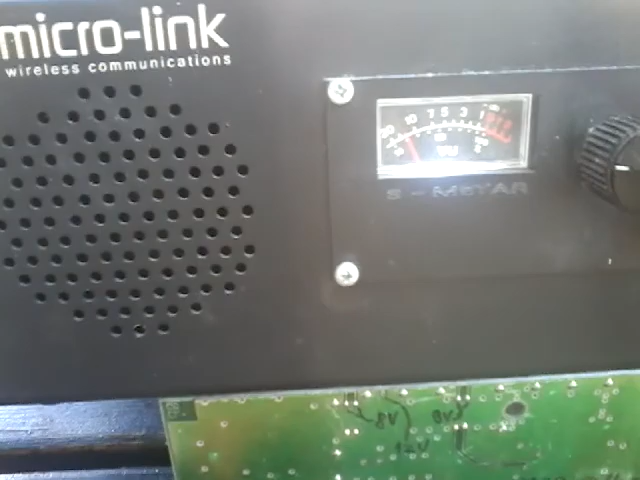 micro-link
wireless communications
20 10 7 5 3 1
VU
S-METAR
8V 8V
12V